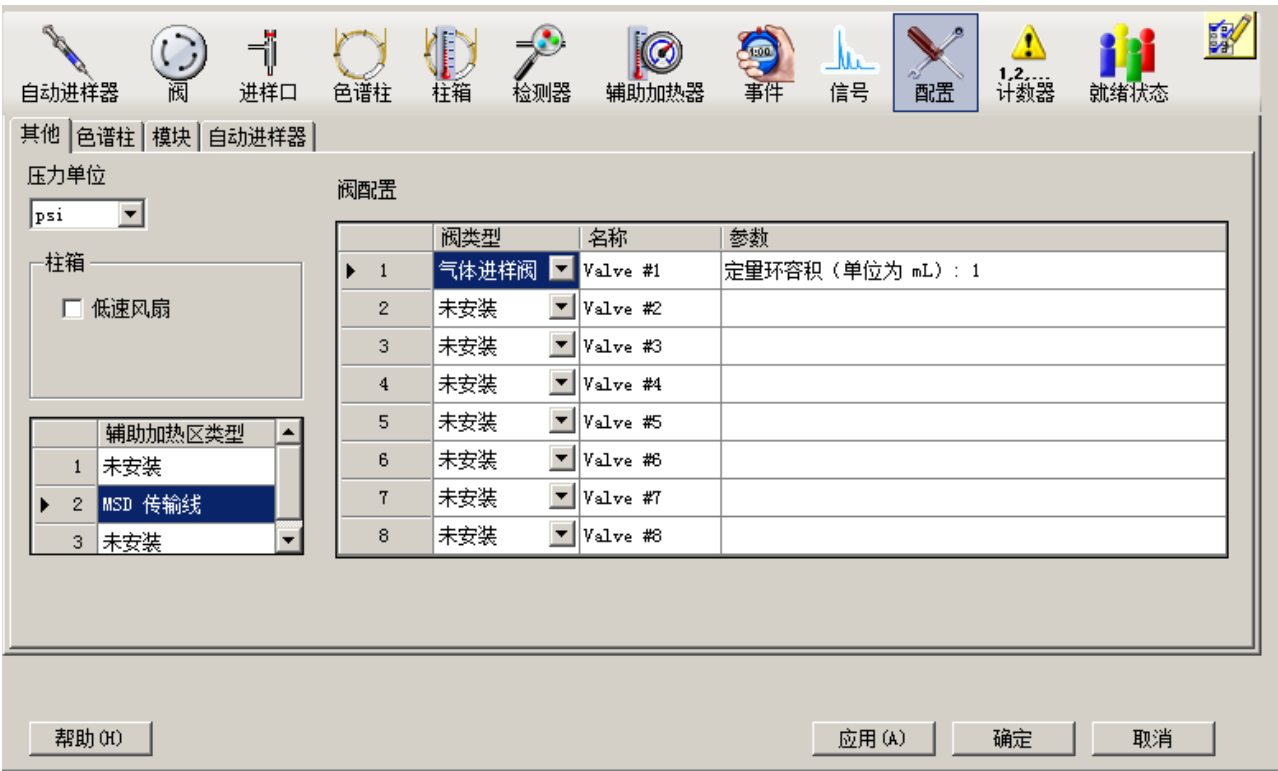 自动进样器 阀 进样口 色谱柱 柱箱 检测器 辅助加热器 事件 信号 配置 1,2,... 计数器 就绪状态
其他 色谱柱 模块 自动进样器
压力单位
psi
柱箱
低速风扇
辅助加热区类型
1 未安装
2 MSD 传输线
3 未安装
阀配置
阀类型 名称 参数
1 气体进样阀 Valve #1 定量环容积（单位为 mL）: 1
2 未安装 Valve #2
3 未安装 Valve #3
4 未安装 Valve #4
5 未安装 Valve #5
6 未安装 Valve #6
7 未安装 Valve #7
8 未安装 Valve #8
帮助(H) 应用(A) 确定 取消